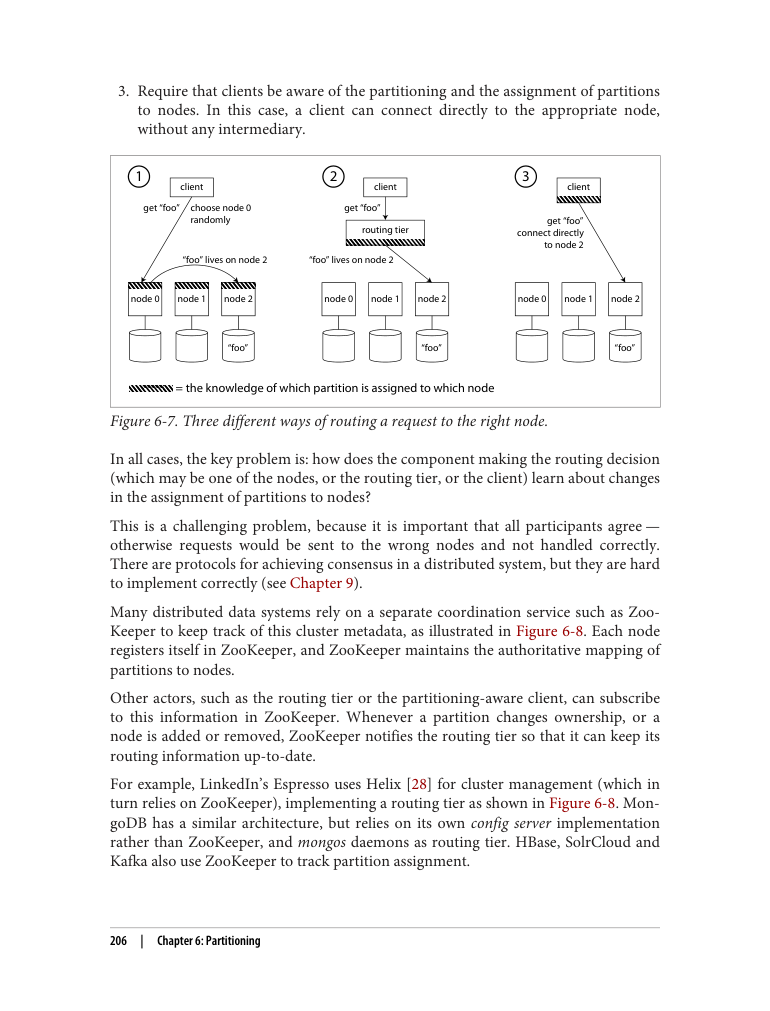 3. Require that clients be aware of the partitioning and the assignment of partitions
to nodes. In this case, a client can connect directly to the appropriate node,
without any intermediary.
1
client
get “foo”
choose node 0
randomly
“foo” lives on node 2
node 0
node 1
node 2
“foo”
2
client
get “foo”
routing tier
“foo” lives on node 2
node 0
node 1
node 2
“foo”
3
client
get “foo”
connect directly
to node 2
node 0
node 1
node 2
“foo”
= the knowledge of which partition is assigned to which node
Figure 6-7. Three different ways of routing a request to the right node.
In all cases, the key problem is: how does the component making the routing decision
(which may be one of the nodes, or the routing tier, or the client) learn about changes
in the assignment of partitions to nodes?
This is a challenging problem, because it is important that all participants agree —
otherwise requests would be sent to the wrong nodes and not handled correctly.
There are protocols for achieving consensus in a distributed system, but they are hard
to implement correctly (see Chapter 9).
Many distributed data systems rely on a separate coordination service such as Zoo-
Keeper to keep track of this cluster metadata, as illustrated in Figure 6-8. Each node
registers itself in ZooKeeper, and ZooKeeper maintains the authoritative mapping of
partitions to nodes.
Other actors, such as the routing tier or the partitioning-aware client, can subscribe
to this information in ZooKeeper. Whenever a partition changes ownership, or a
node is added or removed, ZooKeeper notifies the routing tier so that it can keep its
routing information up-to-date.
For example, LinkedIn’s Espresso uses Helix [28] for cluster management (which in
turn relies on ZooKeeper), implementing a routing tier as shown in Figure 6-8. Mon-
goDB has a similar architecture, but relies on its own config server implementation
rather than ZooKeeper, and mongos daemons as routing tier. HBase, SolrCloud and
Kafka also use ZooKeeper to track partition assignment.
206 | Chapter 6: Partitioning